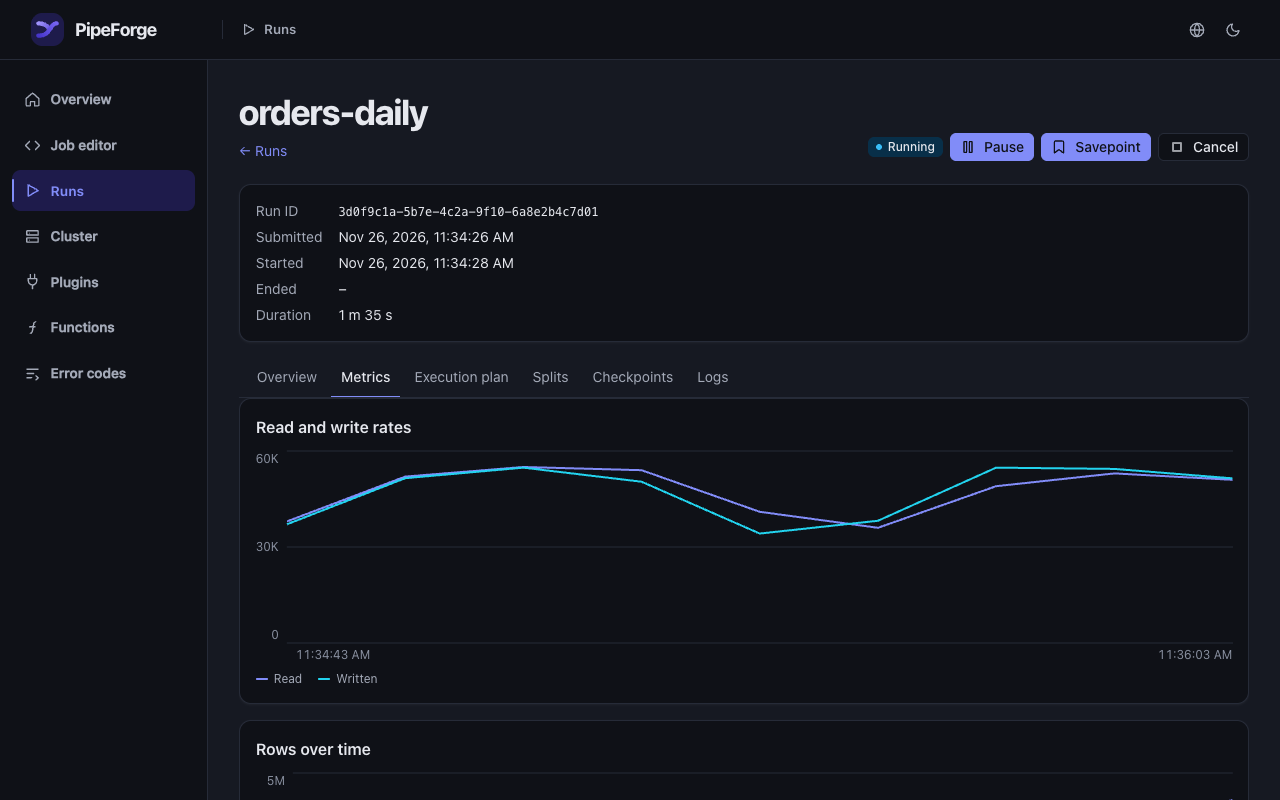 PipeForge
Runs
Overview
Job editor
Runs
Cluster
Plugins
Functions
Error codes
orders-daily
← Runs
Running
Pause
Savepoint
Cancel
Run ID 3d0f9c1a-5b7e-4c2a-9f10-6a8e2b4c7d01
Submitted Nov 26, 2026, 11:34:26 AM
Started Nov 26, 2026, 11:34:28 AM
Ended –
Duration 1 m 35 s
Overview Metrics Execution plan Splits Checkpoints Logs
Read and write rates
60K
30K
0
11:34:43 AM 11:36:03 AM
Read Written
Rows over time
5M